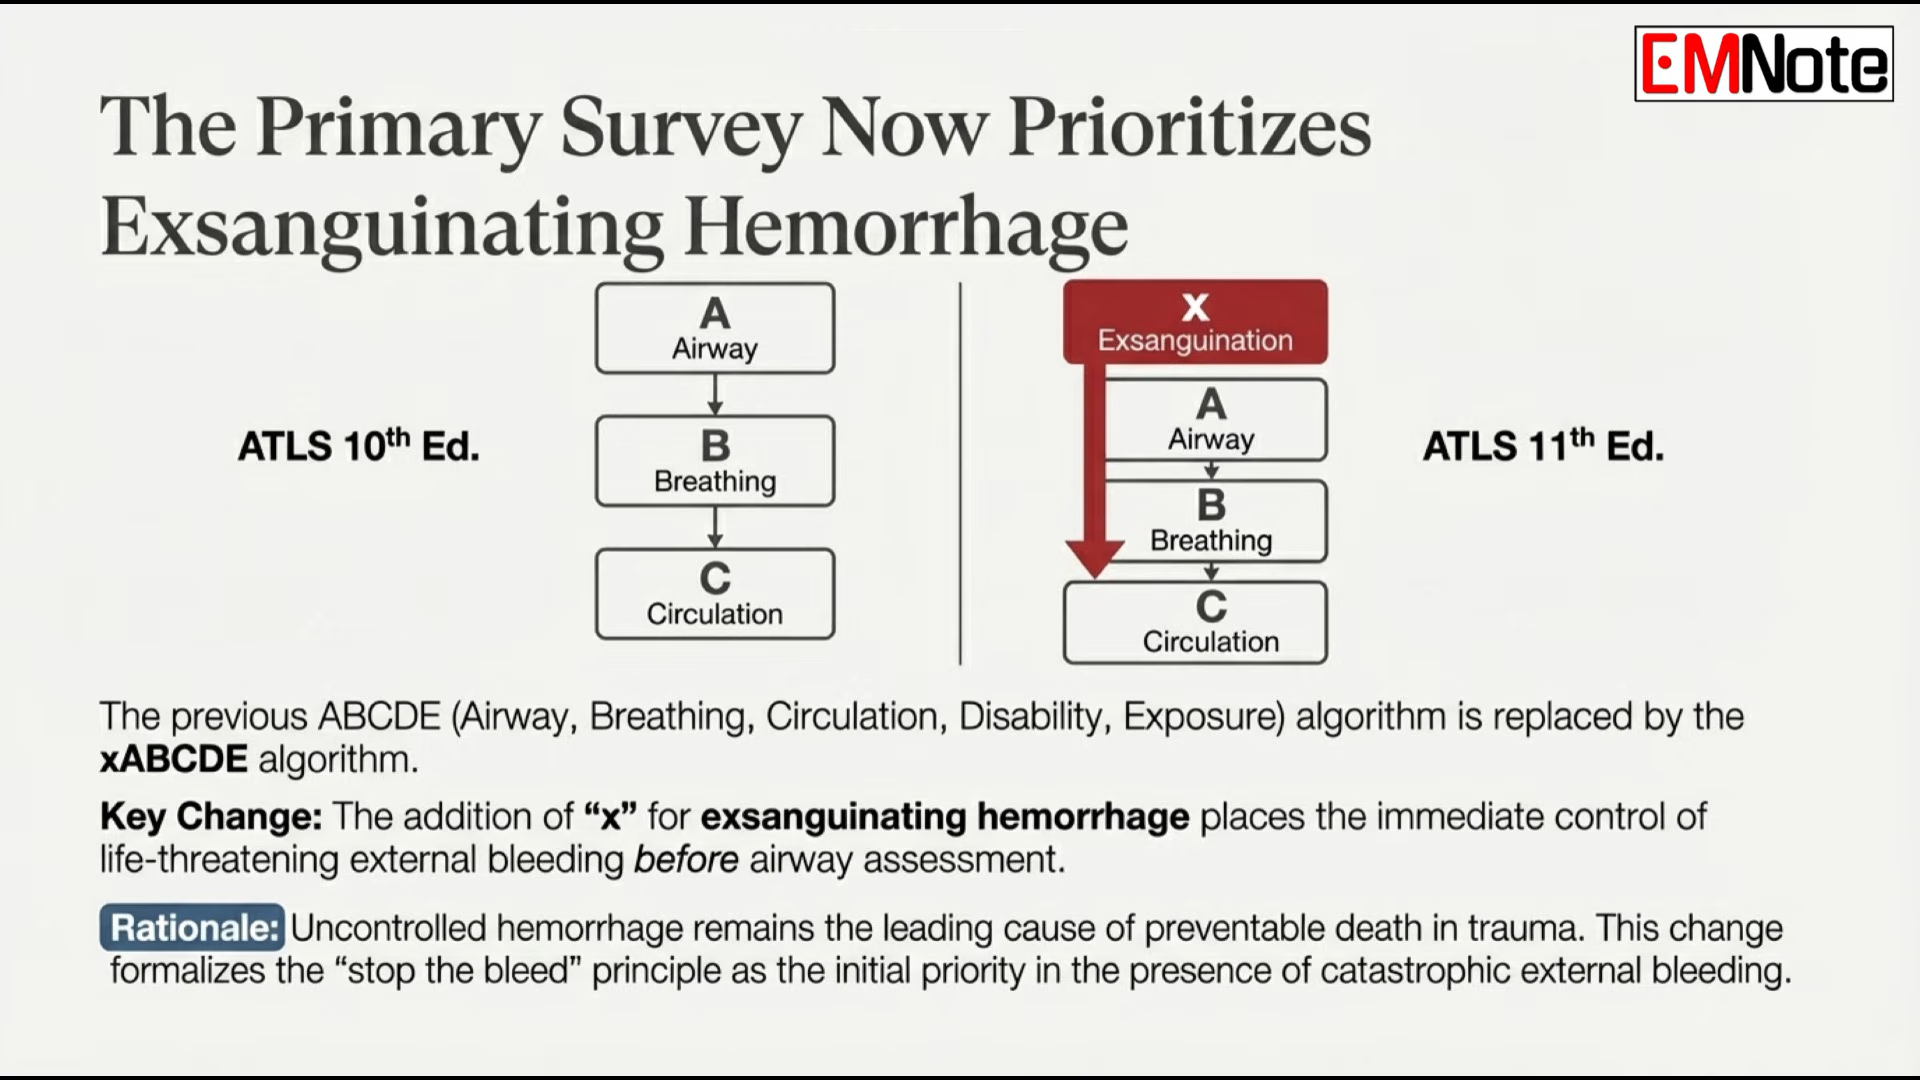 EMNote
The Primary Survey Now Prioritizes
Exsanguinating Hemorrhage
ATLS 10th Ed.
A
Airway
B
Breathing
C
Circulation
X
Exsanguination
A
Airway
B
Breathing
C
Circulation
ATLS 11th Ed.
The previous ABCDE (Airway, Breathing, Circulation, Disability, Exposure) algorithm is replaced by the
xABCDE algorithm.
Key Change: The addition of “x” for exsanguinating hemorrhage places the immediate control of
life-threatening external bleeding before airway assessment.
Rationale: Uncontrolled hemorrhage remains the leading cause of preventable death in trauma. This change
formalizes the “stop the bleed” principle as the initial priority in the presence of catastrophic external bleeding.